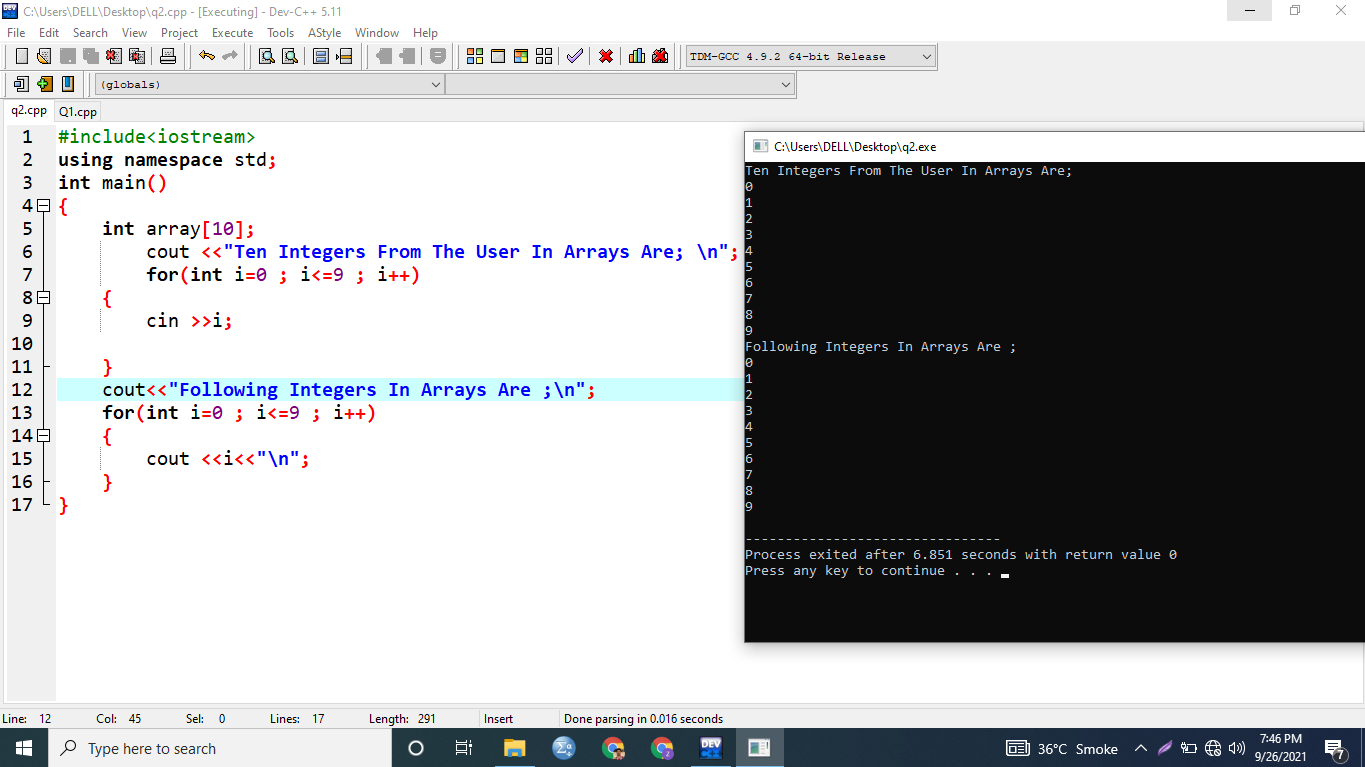 C:\Users\DELL\Desktop\q2.cpp - [Executing] - Dev-C++ 5.11
File Edit Search View Project Execute Tools AStyle Window Help
TDM-GCC 4.9.2 64-bit Release
(globals)
q2.cpp Q1.cpp
1 #include<iostream>
2 using namespace std;
3 int main()
4 {
5 int array[10];
6 cout <<"Ten Integers From The User In Arrays Are; \n";
7 for(int i=0 ; i<=9 ; i++)
8 {
9 cin >>i;
10
11 }
12 cout<<"Following Integers In Arrays Are ;\n";
13 for(int i=0 ; i<=9 ; i++)
14 {
15 cout <<i<<"\n";
16 }
17 }
C:\Users\DELL\Desktop\q2.exe
Ten Integers From The User In Arrays Are;
0
1
2
3
4
5
6
7
8
9
Following Integers In Arrays Are ;
0
1
2
3
4
5
6
7
8
9
--------------------------------
Process exited after 6.851 seconds with return value 0
Press any key to continue . . .
Line: 12 Col: 45 Sel: 0 Lines: 17 Length: 291 Insert Done parsing in 0.016 seconds
Type here to search
DEV
36°C Smoke
7:46 PM
9/26/2021
7